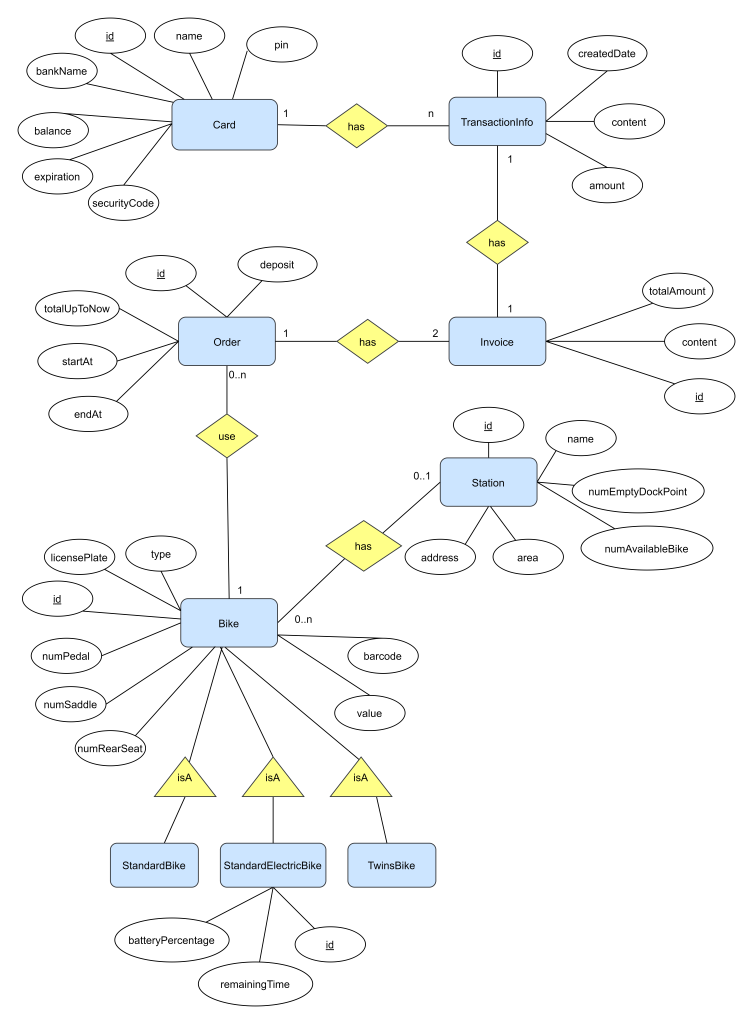 id
name
pin
bankName
balance
expiration
securityCode
Card
1
has
n
TransactionInfo
id
createdDate
content
amount
1
has
1
id
deposit
totalUpToNow
startAt
endAt
Order
1
has
2
Invoice
totalAmount
content
id
0..n
use
1
id
name
numEmptyDockPoint
numAvailableBike
Station
address
area
0..1
has
0..n
licensePlate
type
id
numPedal
numSaddle
numRearSeat
Bike
barcode
value
isA
isA
isA
StandardBike
StandardElectricBike
TwinsBike
batteryPercentage
remainingTime
id